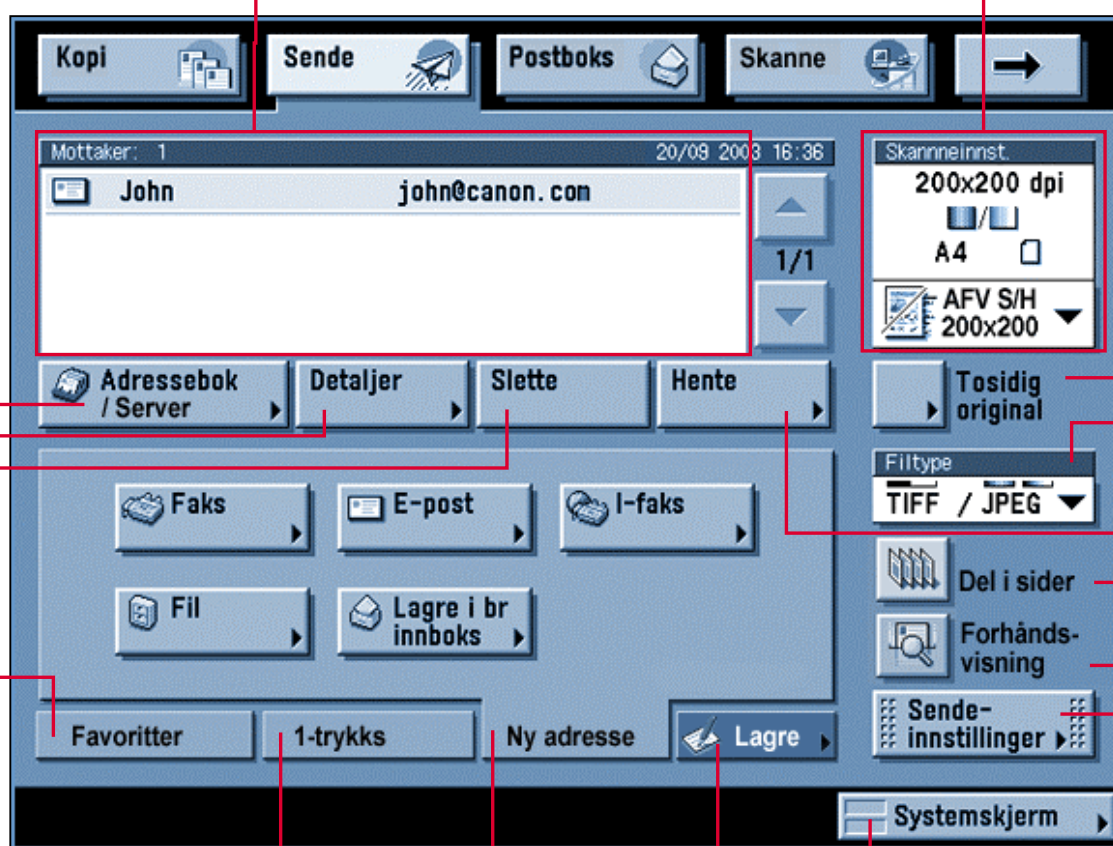 Kopi
Sende
Postboks
Skanne
Mottaker: 1
20/09 2003 16:36
John john@canon.com
1/1
Skannneinnst.
200x200 dpi
/
A4
AFV S/H
200x200
Adressebok
/ Server
Detaljer
Slette
Hente
Tosidig
original
Filtype
TIFF / JPEG
Faks
E-post
I-faks
Fil
Lagre i br
innboks
Del i sider
Forhånds-
visning
Sende-
innstillinger
Favoritter
1-trykks
Ny adresse
Lagre
Systemskjerm